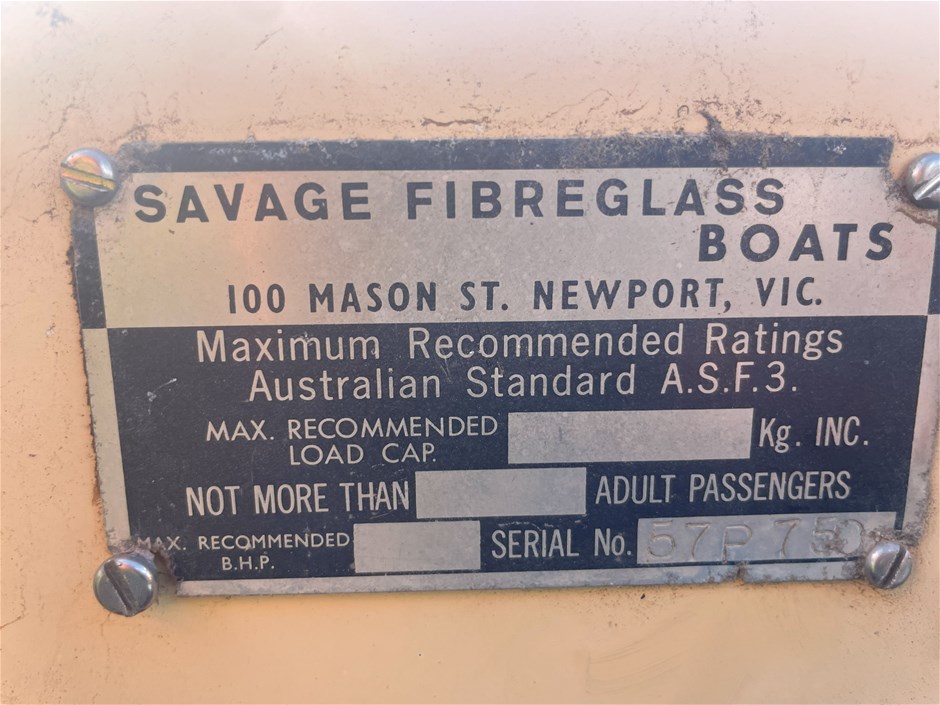 SAVAGE FIBREGLASS
BOATS
100 MASON ST. NEWPORT, VIC.
Maximum Recommended Ratings
Australian Standard A.S.F.3.
MAX. RECOMMENDED
LOAD CAP. Kg. INC.
NOT MORE THAN ADULT PASSENGERS
MAX. RECOMMENDED
B.H.P. SERIAL No.